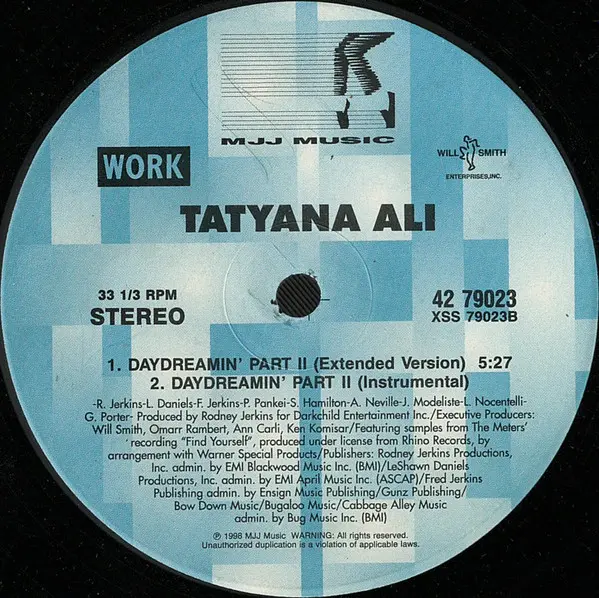 MJJ MUSIC
WORK
WILL SMITH
ENTERPRISES, INC.
TATYANA ALI
33 1/3 RPM
STEREO
42 79023
XSS 79023B
1. DAYDREAMIN' PART II (Extended Version) 5:27
2. DAYDREAMIN' PART II (Instrumental)
-R. Jerkins-L. Daniels-F. Jerkins-P. Pankei-S. Hamilton-A. Neville-J. Modeliste-L. Nocentelli-
G. Porter- Produced by Rodney Jerkins for Darkchild Entertainment Inc./Executive Producers:
Will Smith, Omarr Rambert, Ann Carli, Ken Komisar/Featuring samples from The Meters'
recording "Find Yourself", produced under license from Rhino Records, by
arrangement with Warner Special Products/Publishers: Rodney Jerkins Productions,
Inc. admin. by EMI Blackwood Music Inc. (BMI)/LeShawn Daniels
Productions, Inc. admin. by EMI April Music Inc. (ASCAP)/Fred Jerkins
Publishing admin. by Ensign Music Publishing/Gunz Publishing/
Bow Down Music/Bugaloo Music/Cabbage Alley Music
admin. by Bug Music Inc. (BMI)
℗ 1998 MJJ Music WARNING: All rights reserved.
Unauthorized duplication is a violation of applicable laws.